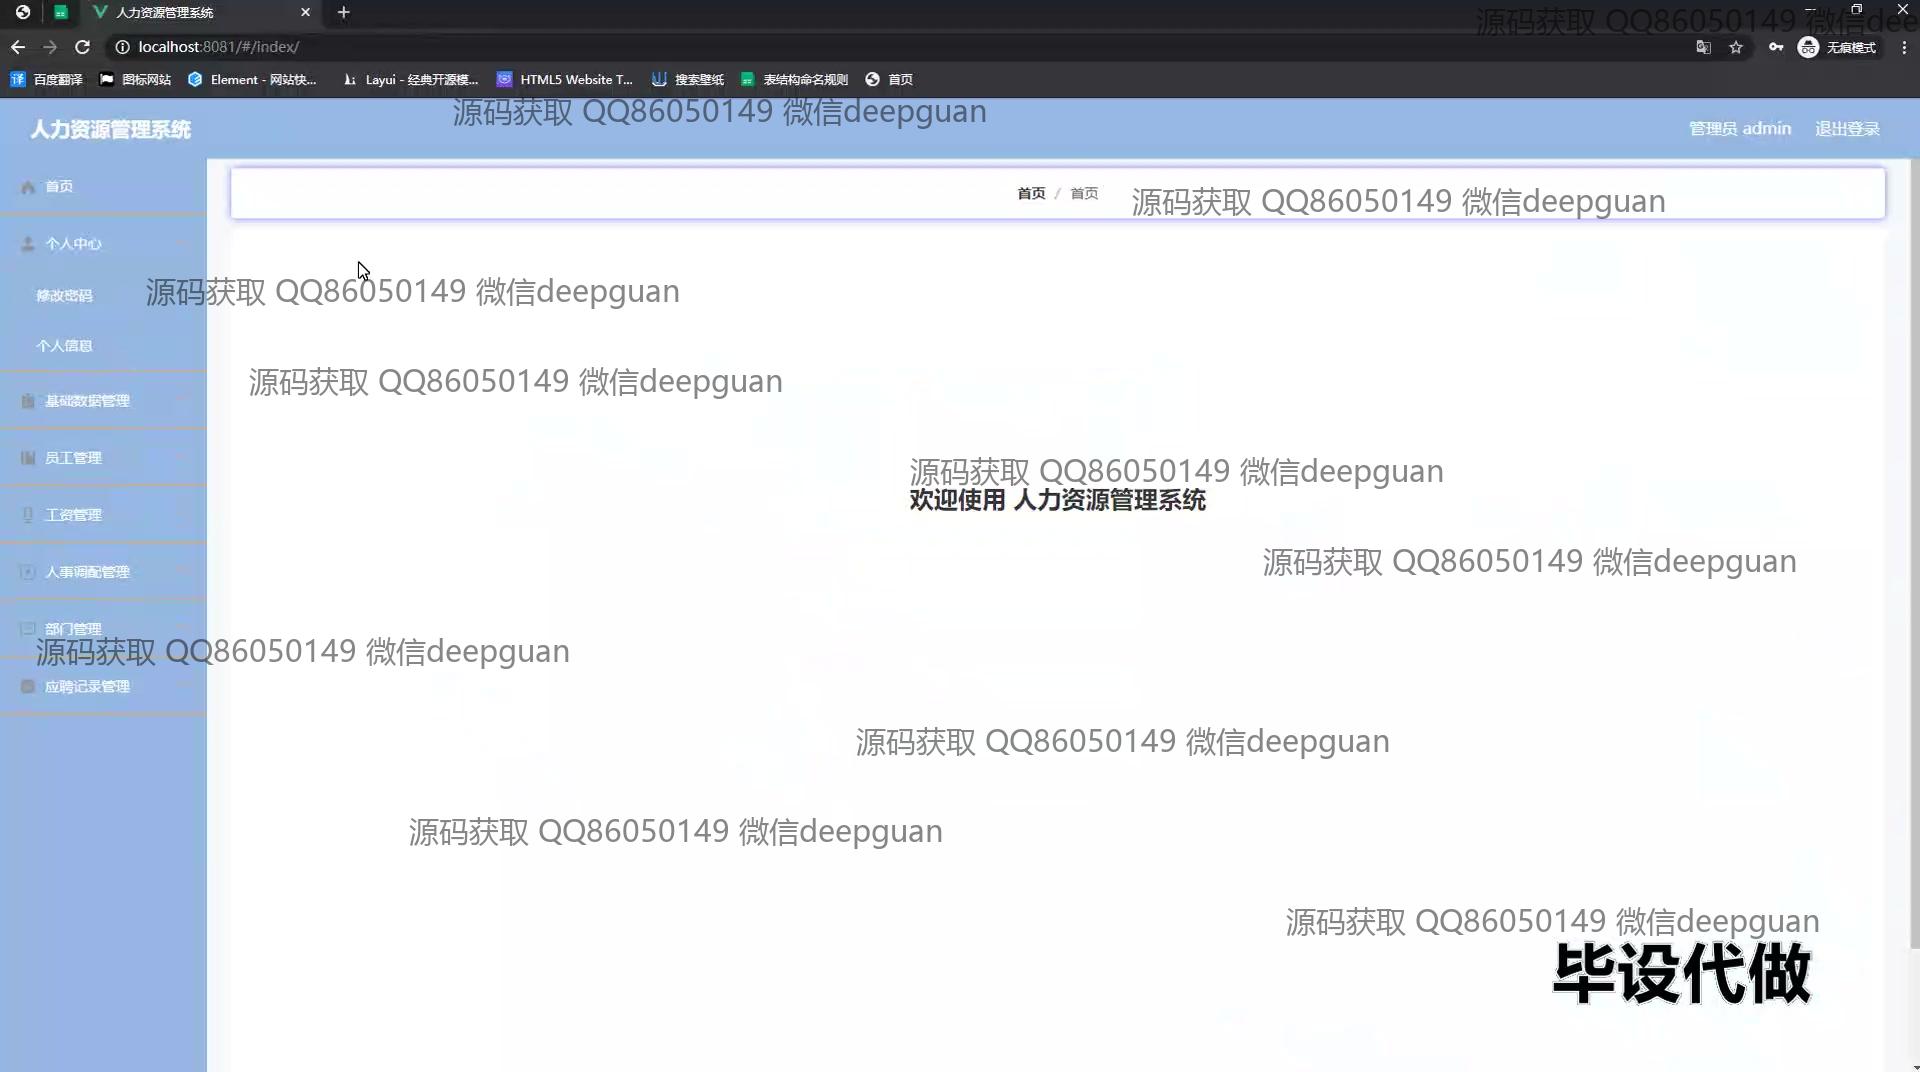 人力资源管理系统
源码获取 QQ86050149 微信dee
localhost:8081/#/index/
无痕模式
百度翻译
图标网站
Element - 网站快...
Layui - 经典开源模...
HTML5 Website T...
搜索壁纸
表结构命名规则
首页
源码获取 QQ86050149 微信deepguan
人力资源管理系统
管理员 admin
退出登录
首页
首页 / 首页
源码获取 QQ86050149 微信deepguan
个人中心
修改密码
源码获取 QQ86050149 微信deepguan
个人信息
源码获取 QQ86050149 微信deepguan
基础数据管理
员工管理
源码获取 QQ86050149 微信deepguan
欢迎使用 人力资源管理系统
工资管理
源码获取 QQ86050149 微信deepguan
人事调配管理
部门管理
源码获取 QQ86050149 微信deepguan
应聘记录管理
源码获取 QQ86050149 微信deepguan
源码获取 QQ86050149 微信deepguan
源码获取 QQ86050149 微信deepguan
毕设代做